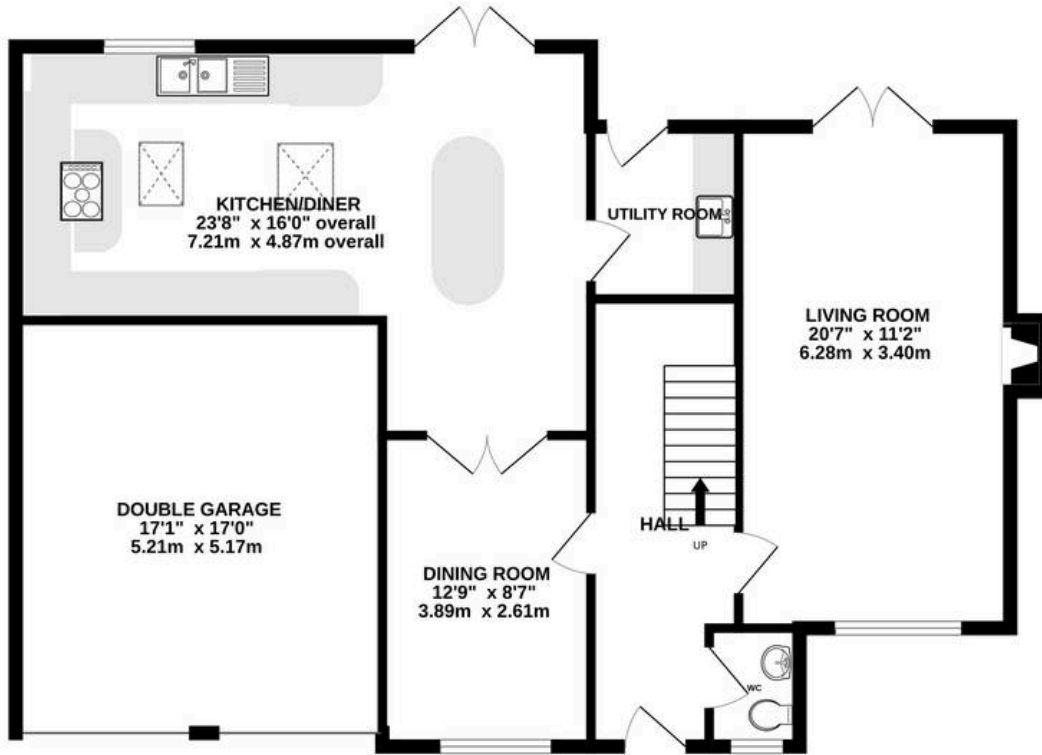 KITCHEN/DINER
23'8" x 16'0" overall
7.21m x 4.87m overall
UTILITY ROOM
LIVING ROOM
20'7" x 11'2"
6.28m x 3.40m
DOUBLE GARAGE
17'1" x 17'0"
5.21m x 5.17m
HALL
UP
DINING ROOM
12'9" x 8'7"
3.89m x 2.61m
WC